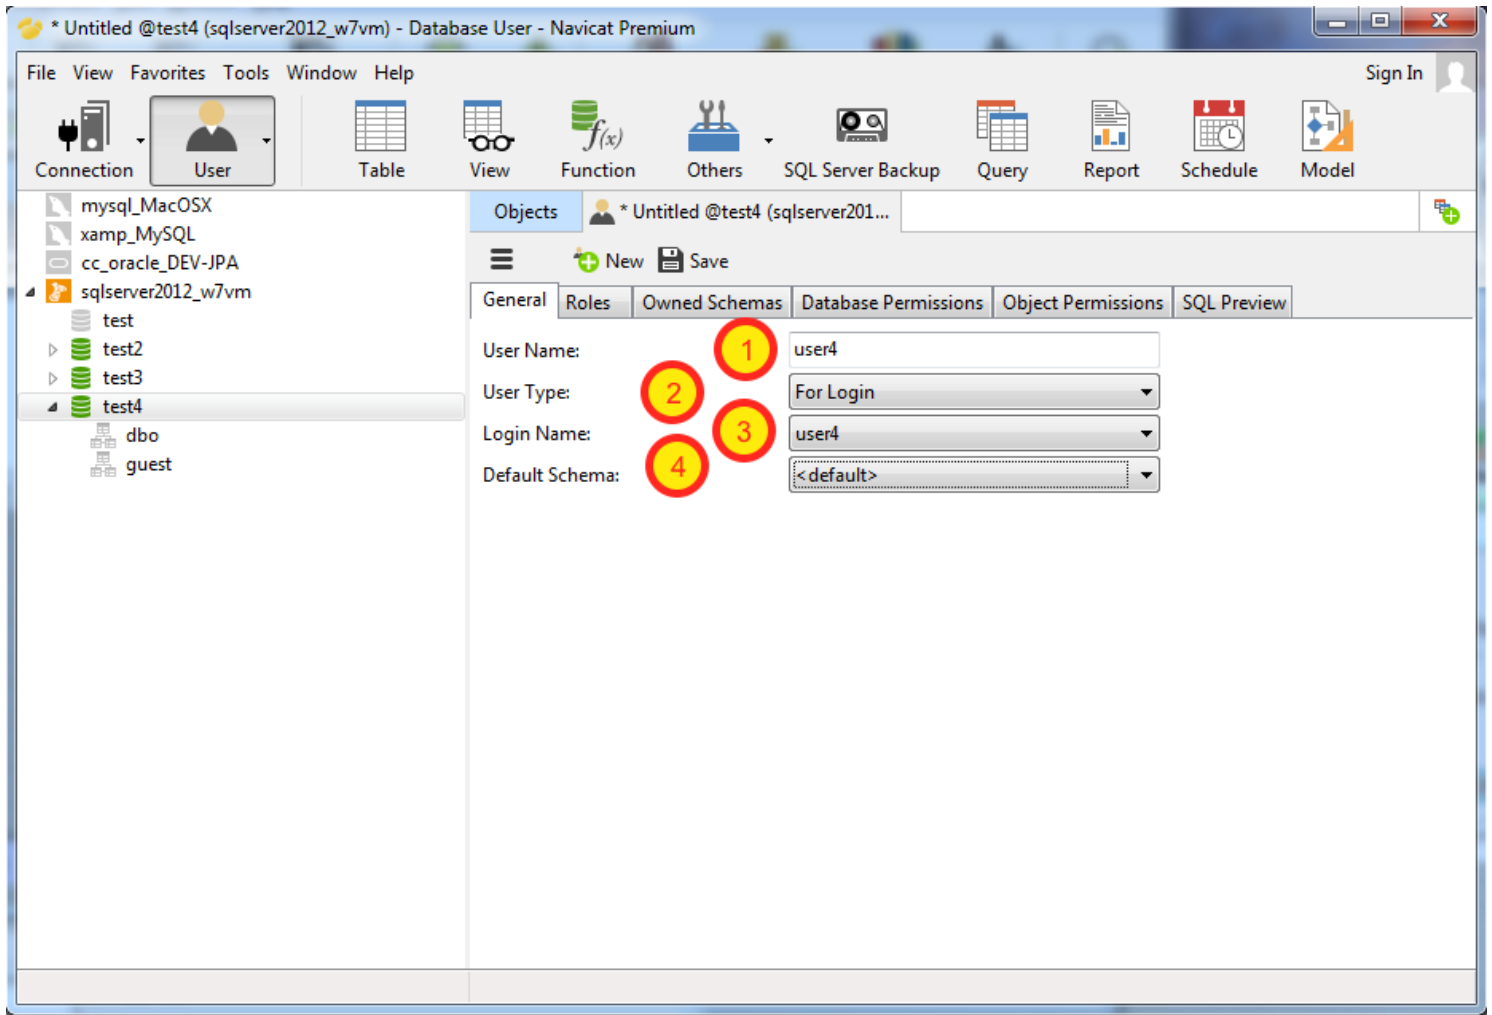 * Untitled @test4 (sqlserver2012_w7vm) - Database User - Navicat Premium
File View Favorites Tools Window Help
Sign In
Connection User Table View Function Others SQL Server Backup Query Report Schedule Model
f(x)
mysql_MacOSX
xamp_MySQL
cc_oracle_DEV-JPA
sqlserver2012_w7vm
test
test2
test3
test4
dbo
guest
Objects * Untitled @test4 (sqlserver201...
New Save
General Roles Owned Schemas Database Permissions Object Permissions SQL Preview
User Name: 1 user4
User Type: 2 For Login
Login Name: 3 user4
Default Schema: 4 <default>